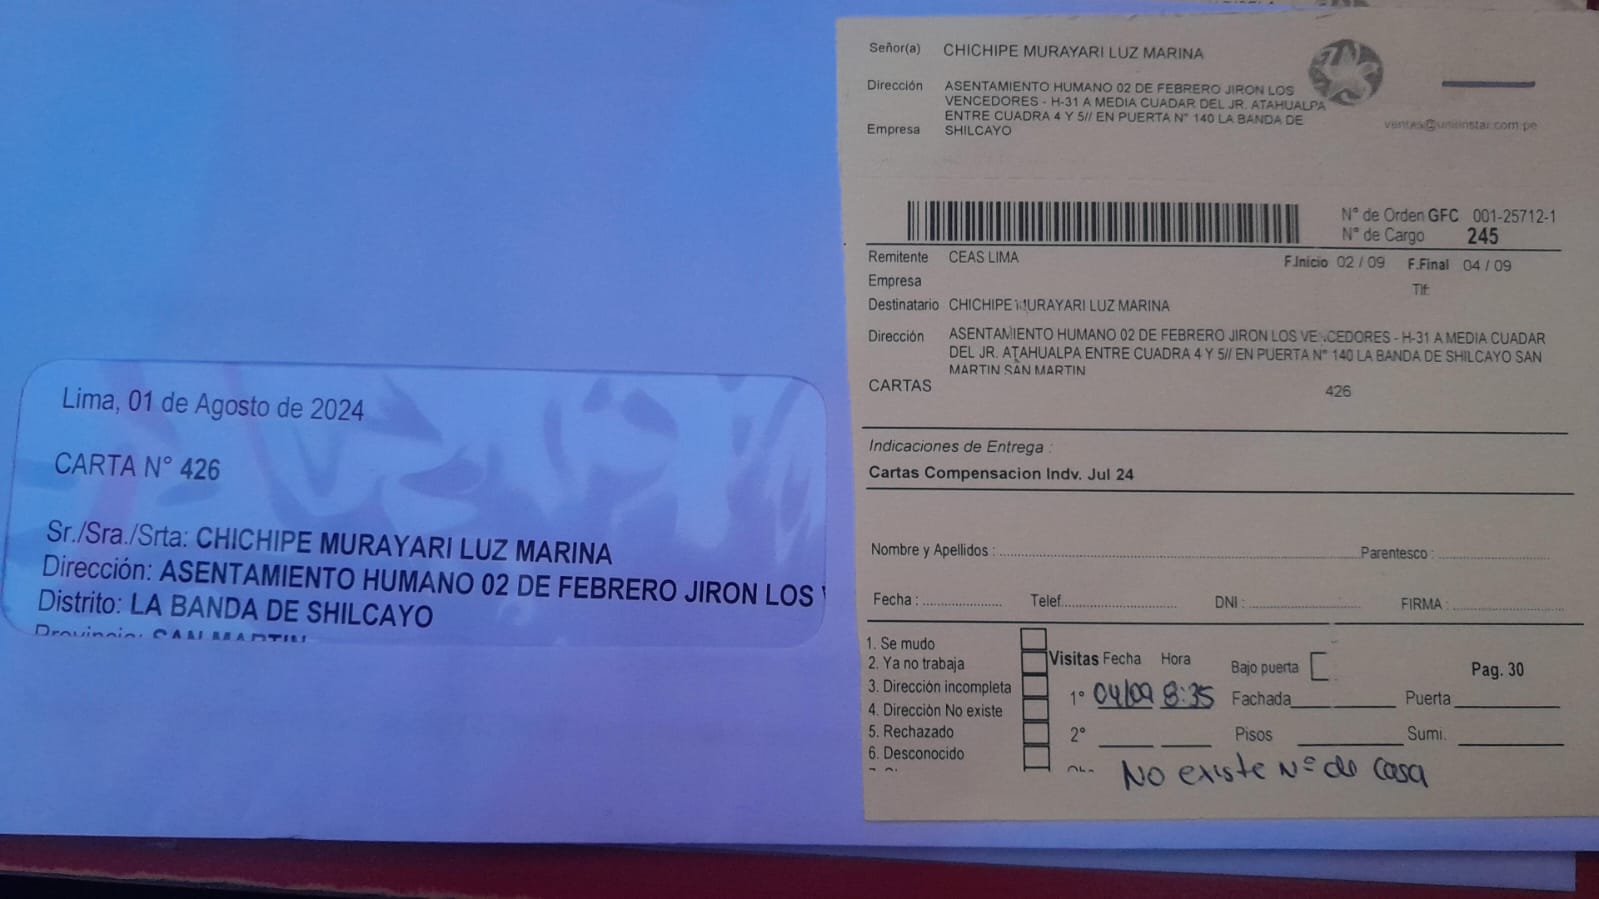 Lima, 01 de Agosto de 2024
CARTA N° 426
Sr./Sra./Srta: CHICHIPE MURAYARI LUZ MARINA
Dirección: ASENTAMIENTO HUMANO 02 DE FEBRERO JIRON LOS
Distrito: LA BANDA DE SHILCAYO
Provincia: SAN MARTIN
Señor(a) CHICHIPE MURAYARI LUZ MARINA
Dirección ASENTAMIENTO HUMANO 02 DE FEBRERO JIRON LOS
VENCEDORES - H-31 A MEDIA CUADAR DEL JR. ATAHUALPA
ENTRE CUADRA 4 Y 5// EN PUERTA N° 140 LA BANDA DE
Empresa SHILCAYO
N° de Orden GFC 001-25712-1
N° de Cargo 245
Remitente CEAS LIMA F.Inicio 02 / 09 F.Final 04 / 09
Empresa Tlf:
Destinatario CHICHIPE MURAYARI LUZ MARINA
Dirección ASENTAMIENTO HUMANO 02 DE FEBRERO JIRON LOS VENCEDORES - H-31 A MEDIA CUADAR
DEL JR. ATAHUALPA ENTRE CUADRA 4 Y 5// EN PUERTA N° 140 LA BANDA DE SHILCAYO SAN
MARTIN SAN MARTIN
CARTAS 426
Indicaciones de Entrega :
Cartas Compensacion Indv. Jul 24
Nombre y Apellidos : Parentesco :
Fecha : Telef. DNI : FIRMA :
1. Se mudo
2. Ya no trabaja
3. Dirección incompleta
4. Dirección No existe
5. Rechazado
6. Desconocido
Visitas Fecha Hora Bajo puerta Pag. 30
1° 04/09 8:35 Fachada Puerta
2° Pisos Sumi.
No existe N° de casa